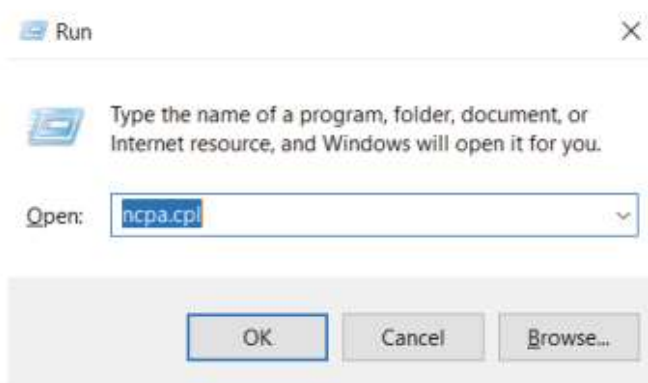 Run
Type the name of a program, folder, document, or
Internet resource, and Windows will open it for you.
Open:
ncpa.cpl
OK
Cancel
Browse...